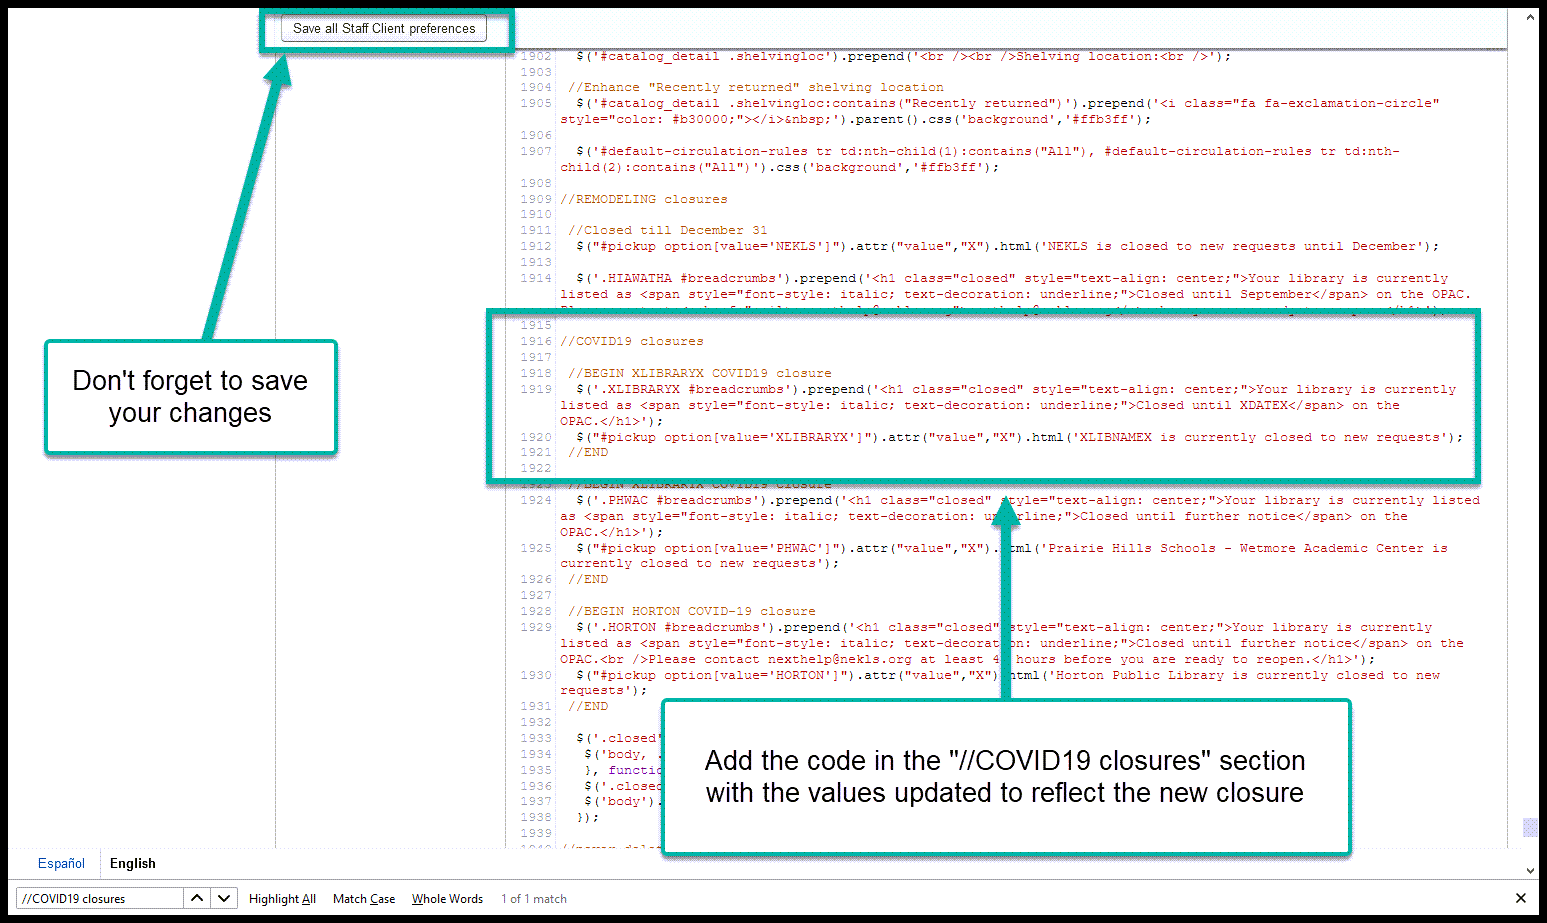 Save all Staff Client preferences
1902 $('#catalog_detail .shelvingloc').prepend('<br /><br />Shelving location:<br />');
1903
1904 //Enhance "Recently returned" shelving location
1905 $('#catalog_detail .shelvingloc:contains("Recently returned")').prepend('<i class="fa fa-exclamation-circle"
style="color: #b30000;"></i>&nbsp;').parent().css('background','#ffb3ff');
1906
1907 $('#default-circulation-rules tr td:nth-child(1):contains("All"), #default-circulation-rules tr td:nth-
child(2):contains("All")').css('background','#ffb3ff');
1908
1909 //REMODELING closures
1910
1911 //Closed till December 31
1912 $("#pickup option[value='NEKLS']").attr("value","X").html('NEKLS is closed to new requests until December');
1913
1914 $('.HIAWATHA #breadcrumbs').prepend('<h1 class="closed" style="text-align: center;">Your library is currently
listed as <span style="font-style: italic; text-decoration: underline;">Closed until September</span> on the OPAC.
1915
1916 //COVID19 closures
1917
1918 //BEGIN XLIBRARYX COVID19 closure
1919 $('.XLIBRARYX #breadcrumbs').prepend('<h1 class="closed" style="text-align: center;">Your library is currently
listed as <span style="font-style: italic; text-decoration: underline;">Closed until XDATEX</span> on the
OPAC.</h1>');
1920 $("#pickup option[value='XLIBRARYX']").attr("value","X").html('XLIBNAMEX is currently closed to new requests');
1921 //END
1922
1923 //BEGIN XLIBRARYX COVID19 closure
1924 $('.PHWAC #breadcrumbs').prepend('<h1 class="closed" style="text-align: center;">Your library is currently listed
as <span style="font-style: italic; text-decoration: underline;">Closed until further notice</span> on the
OPAC.</h1>');
1925 $("#pickup option[value='PHWAC']").attr("value","X").html('Prairie Hills Schools - Wetmore Academic Center is
currently closed to new requests');
1926 //END
1927
1928 //BEGIN HORTON COVID-19 closure
1929 $('.HORTON #breadcrumbs').prepend('<h1 class="closed" style="text-align: center;">Your library is currently
listed as <span style="font-style: italic; text-decoration: underline;">Closed until further notice</span> on the
OPAC.<br />Please contact nexthelp@nekls.org at least 4 hours before you are ready to reopen.</h1>');
1930 $("#pickup option[value='HORTON']").attr("value","X").html('Horton Public Library is currently closed to new
requests');
1931 //END
1932
1933 $('.closed'
1934 $('body,
1935 }, functio
1936 $('.closed
1937 $('body').
1938 });
1939
Don't forget to save
your changes
Add the code in the "//COVID19 closures" section
with the values updated to reflect the new closure
Español English
//COVID19 closures Highlight All Match Case Whole Words 1 of 1 match